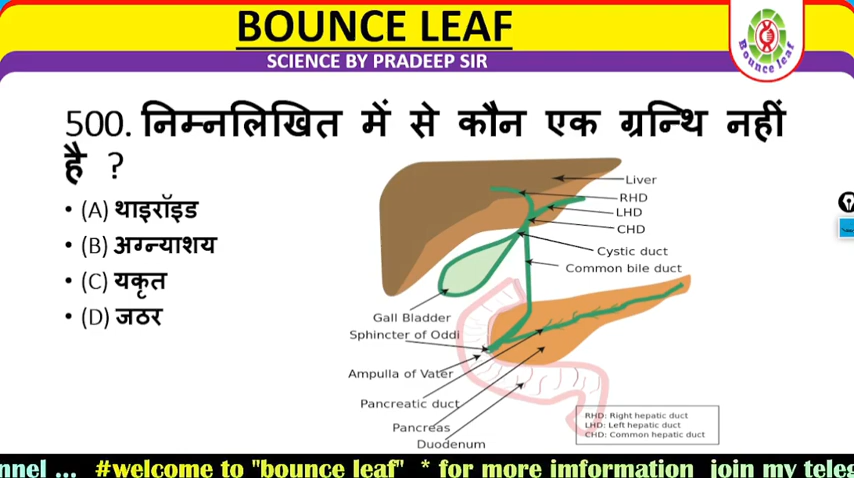 BOUNCE LEAF
SCIENCE BY PRADEEP SIR
Bounce leaf
500. निम्नलिखित में से कौन एक ग्रन्थि नहीं
है ?
• (A) थाइरॉइड
• (B) अग्न्याशय
• (C) यकृत
• (D) जठर
Liver
RHD
LHD
CHD
Cystic duct
Common bile duct
Gall Bladder
Sphincter of Oddi
Ampulla of Vater
Pancreatic duct
Pancreas
Duodenum
RHD: Right hepatic duct
LHD: Left hepatic duct
CHD: Common hepatic duct
nnel ... #welcome to "bounce leaf" * for more imformation join my teleg